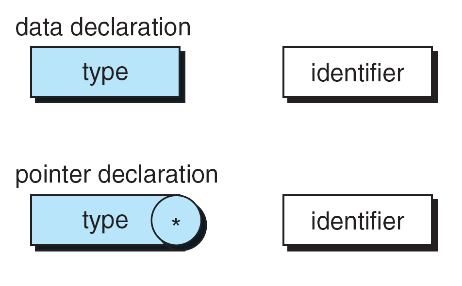 data declaration
type identifier
pointer declaration
type * identifier